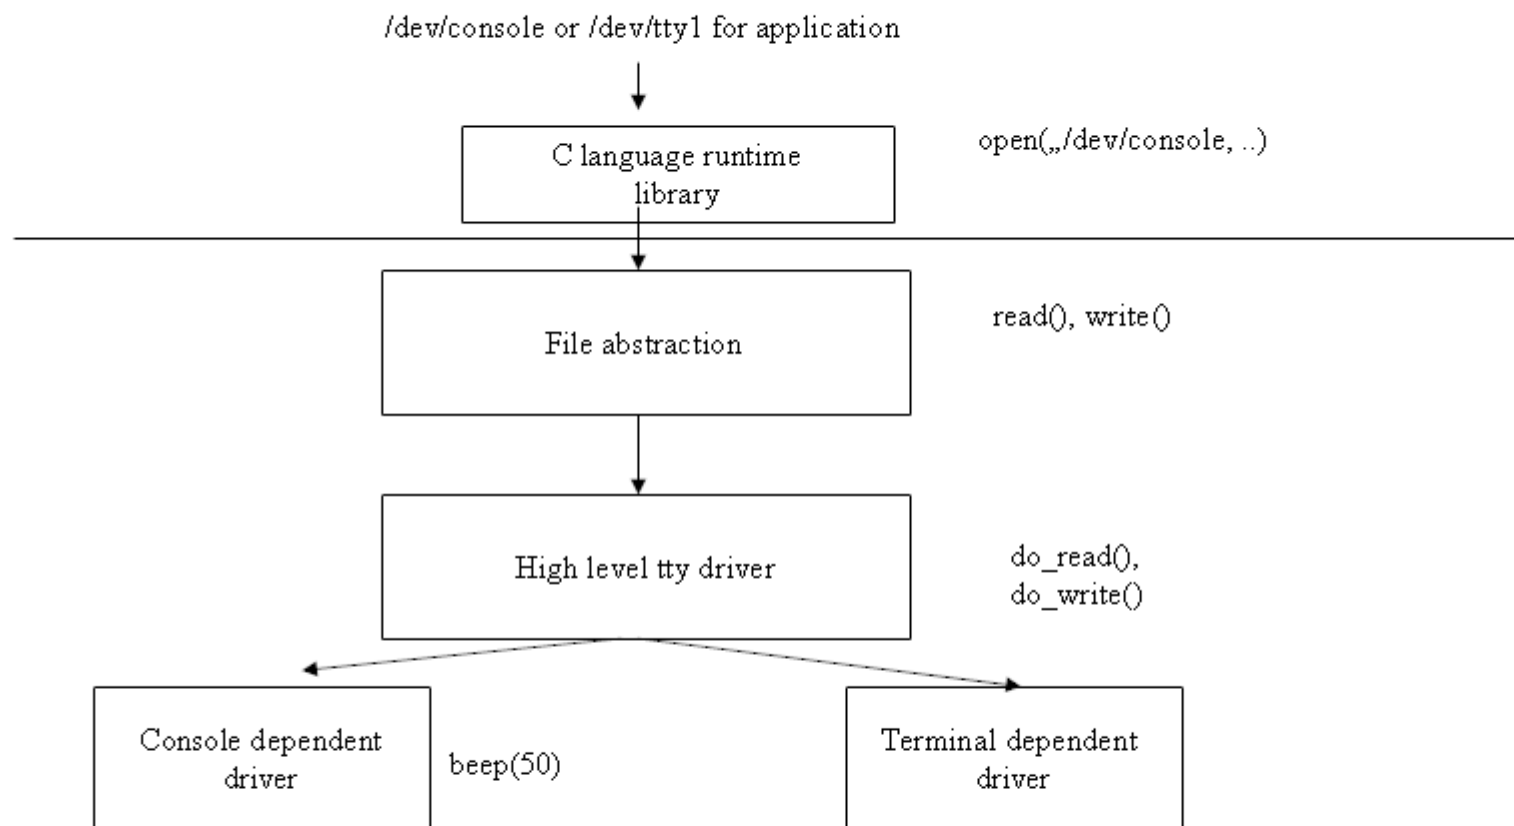 /dev/console or /dev/tty1 for application
open(„/dev/console, ..)
C language runtime
library
read(), write()
File abstraction
High level tty driver
do_read(),
do_write()
Console dependent
driver
beep(50)
Terminal dependent
driver